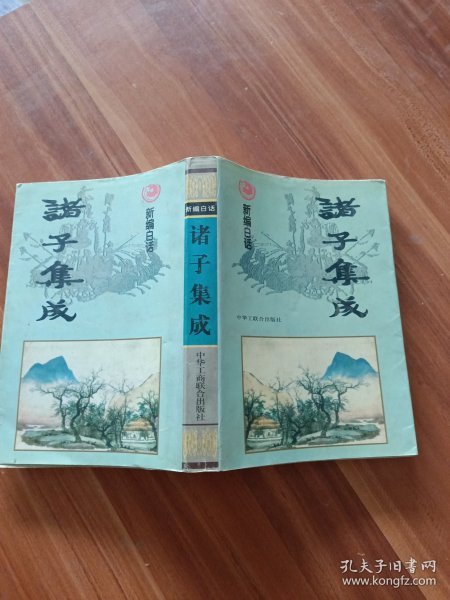 新编白话
諸子集成
新编白话
诸子集成
中华工商联合出版社
新编白话
諸子集成
中华工联合出版社
孔夫子旧书网
www.kongfz.com